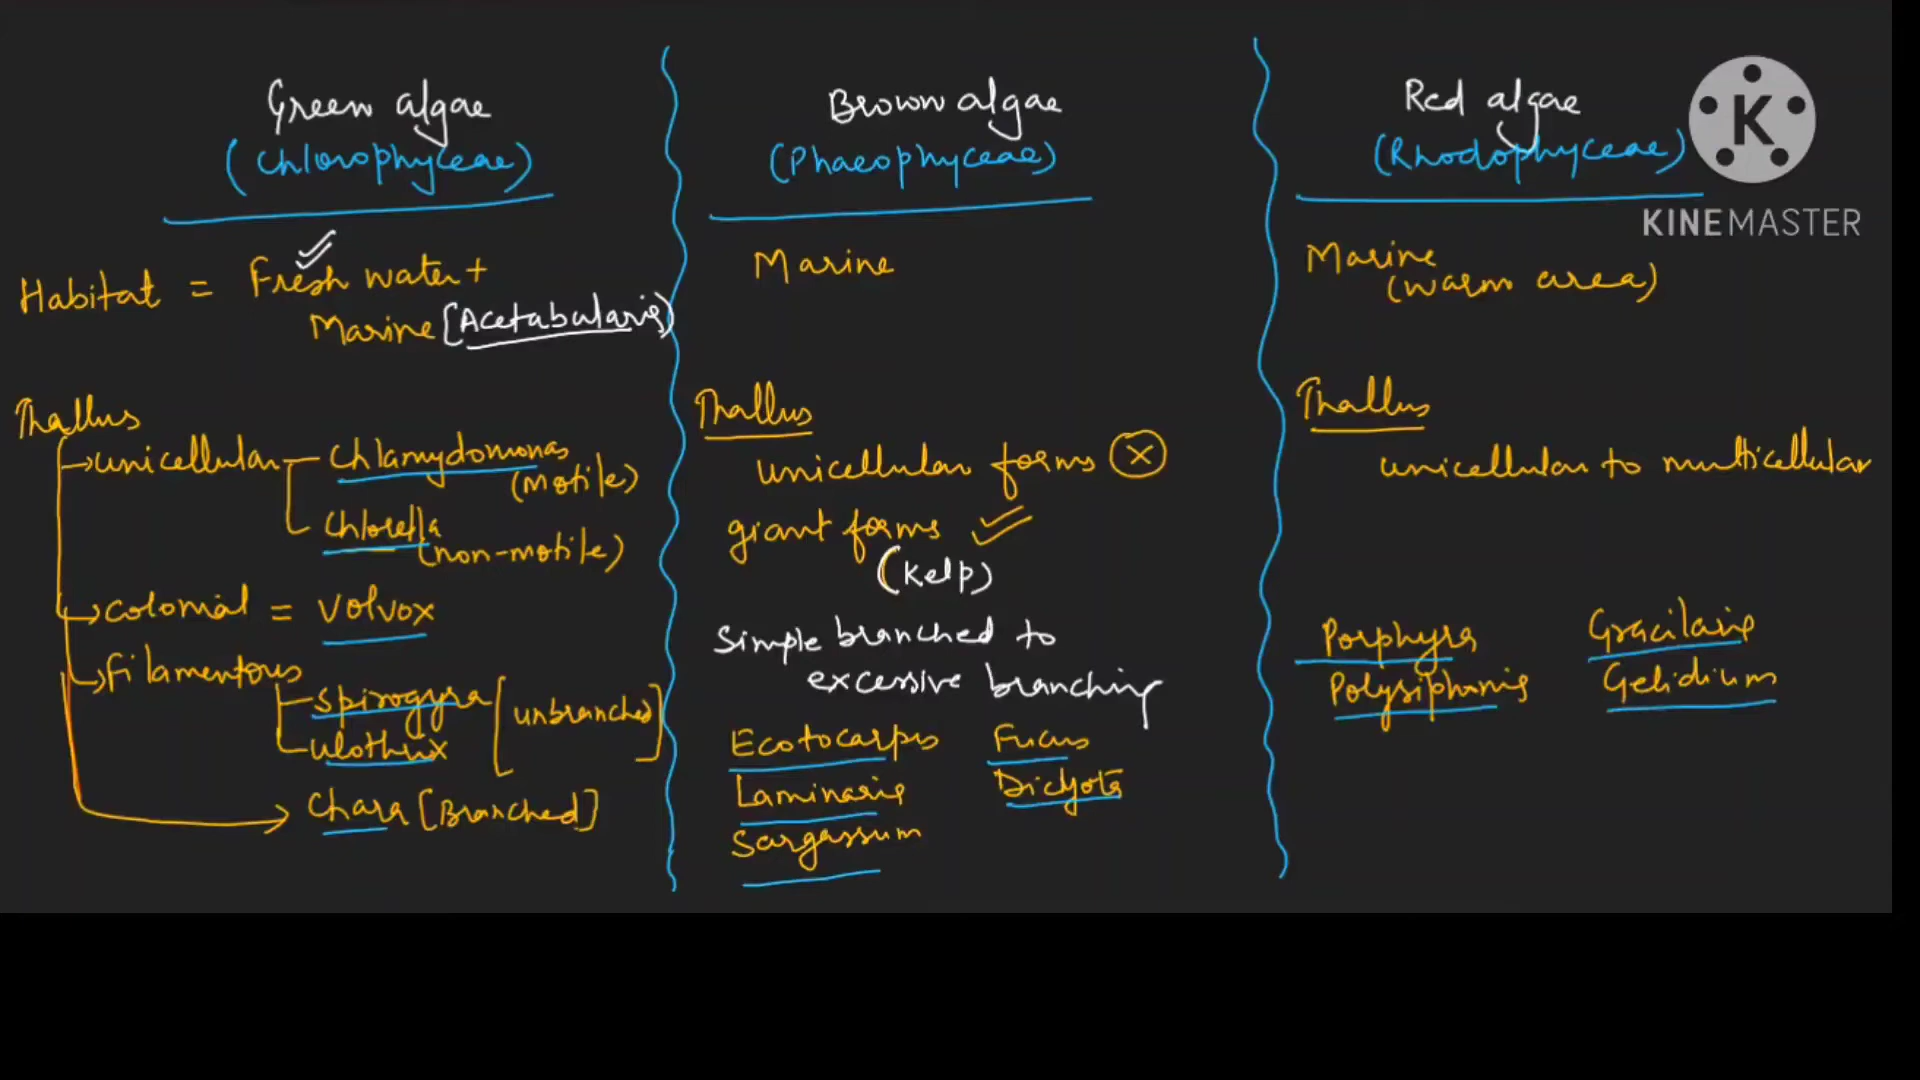 Green algae
(Chlorophyceae)
Habitat = Fresh water +
Marine [Acetabularia]
Thallus
→ unicellular - Chlamydomonas
(motile)
Chlorella
(non-motile)
→ colonial = volvox
→ filamentous
spirogyra [unbranched]
ulothrix
→ Chara [Branched]
Brown algae
(Phaeophyceae)
Marine
Thallus
unicellular forms X
giant forms ✓
(Kelp)
Simple branched to
excessive branching
Ecotocarpus Fucus
Laminaria Dictyota
Sargassum
Red algae
(Rhodophyceae)
Marine
(warm area)
Thallus
unicellular to multicellular
Porphyra Gracilaria
Polysiphonia Gelidium
K
KINEMASTER